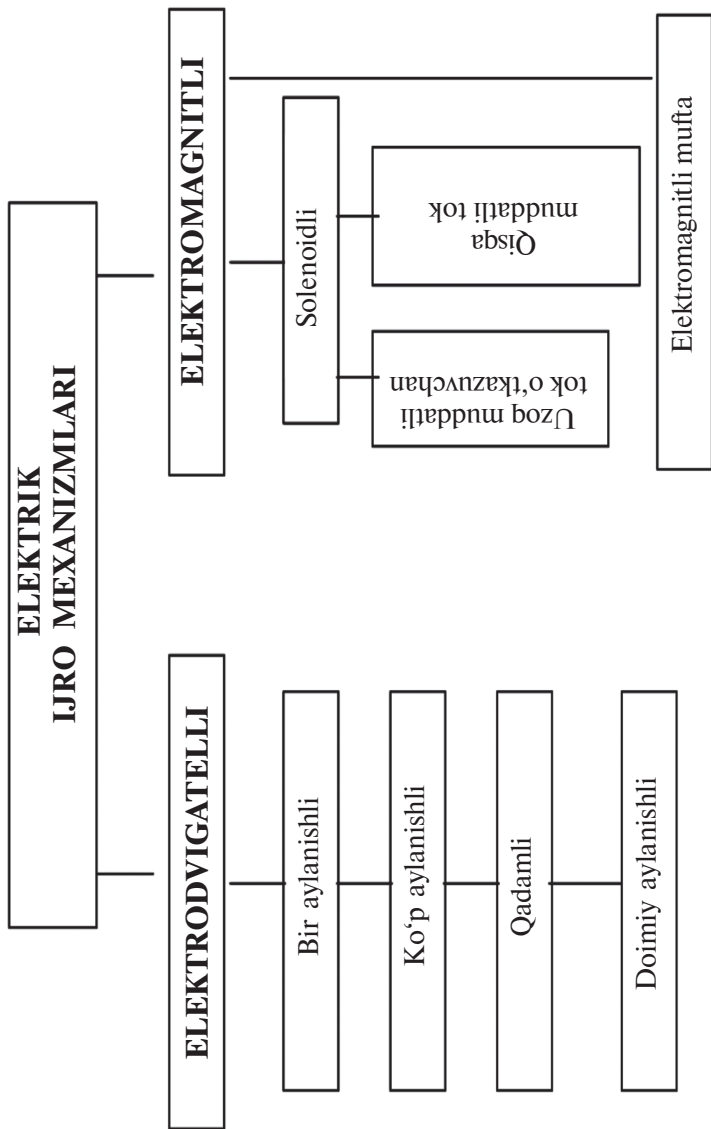 ELEKTRIK
IJRO MEXANIZMLARI
ELEKTRODVIGATELLI
Bir aylanishli
Ko‘p aylanishli
Qadamli
Doimiy aylanishli
ELEKTROMAGNITLI
Solenoidli
Uzoq muddatli
tok o‘tkazuvchan
Qisqa
muddatli tok
Elektromagnitli mufta